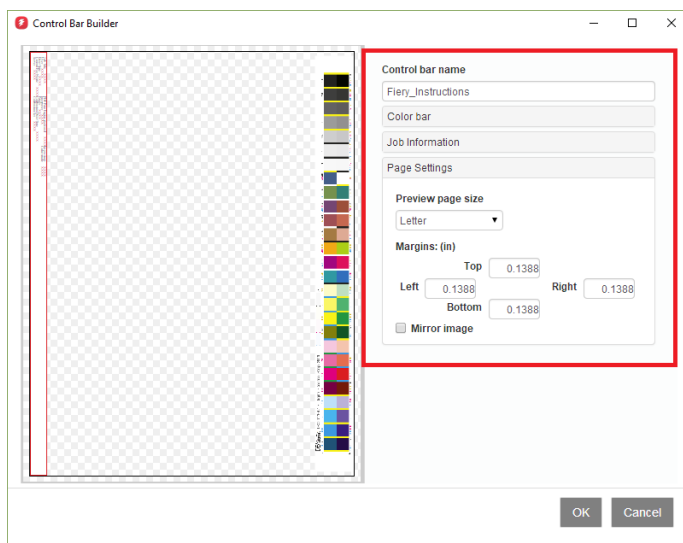 Control Bar Builder
Control bar name
Fiery_Instructions
Color bar
Job Information
Page Settings
Preview page size
Letter
Margins: (in)
Top 0.1388
Left 0.1388 Right 0.1388
Bottom 0.1388
Mirror image
OK Cancel